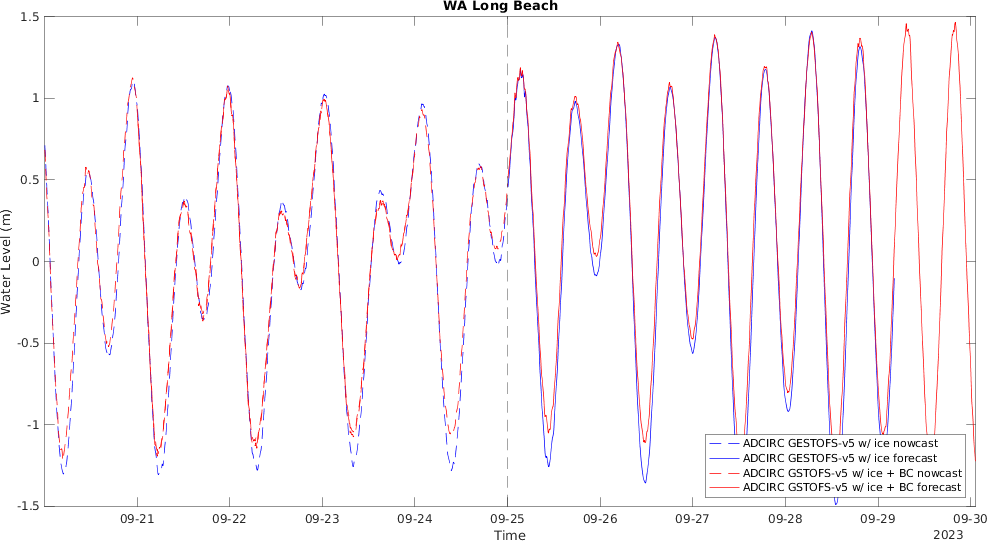 WA Long Beach
1.5
1
0.5
0
-0.5
-1
-1.5
Water Level (m)
ADCIRC GESTOFS-v5 w/ ice nowcast
ADCIRC GESTOFS-v5 w/ ice forecast
ADCIRC GSTOFS-v5 w/ ice + BC nowcast
ADCIRC GSTOFS-v5 w/ ice + BC forecast
09-21 09-22 09-23 09-24 09-25 09-26 09-27 09-28 09-29 09-30
Time
2023